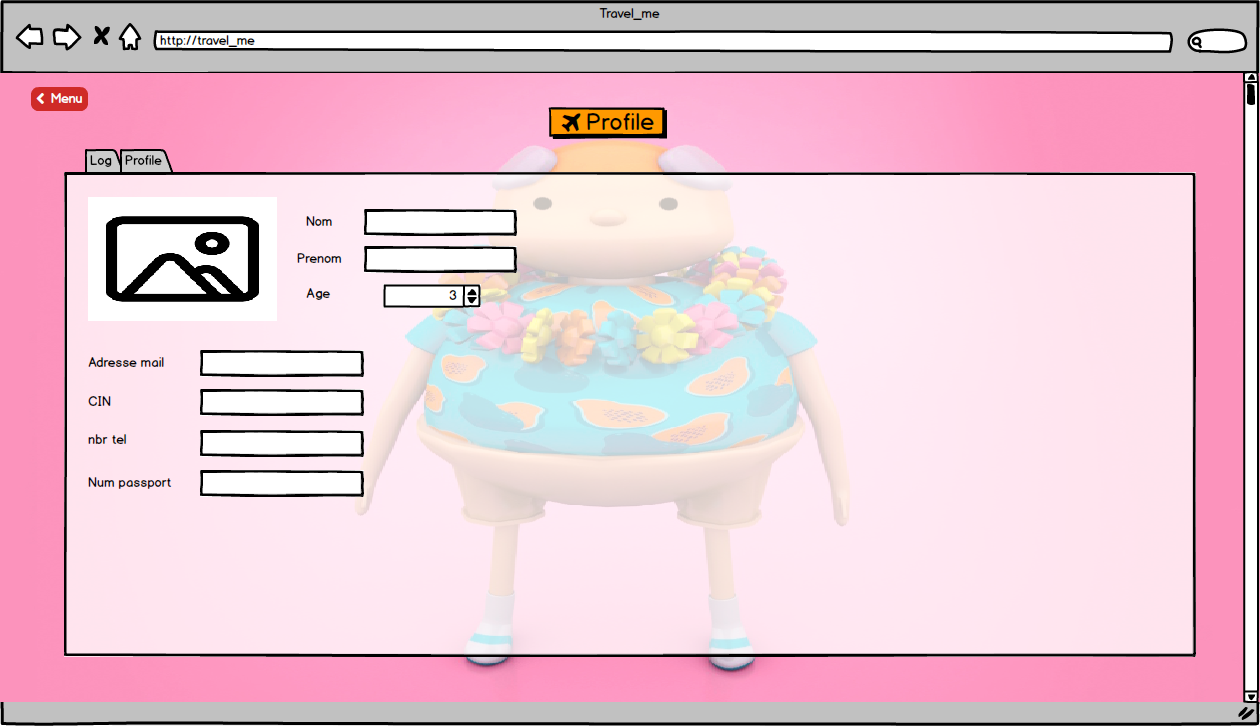 Travel_me
http://travel_me
Menu
Profile
Log Profile
Nom
Prenom
Age 3
Adresse mail
CIN
nbr tel
Num passport